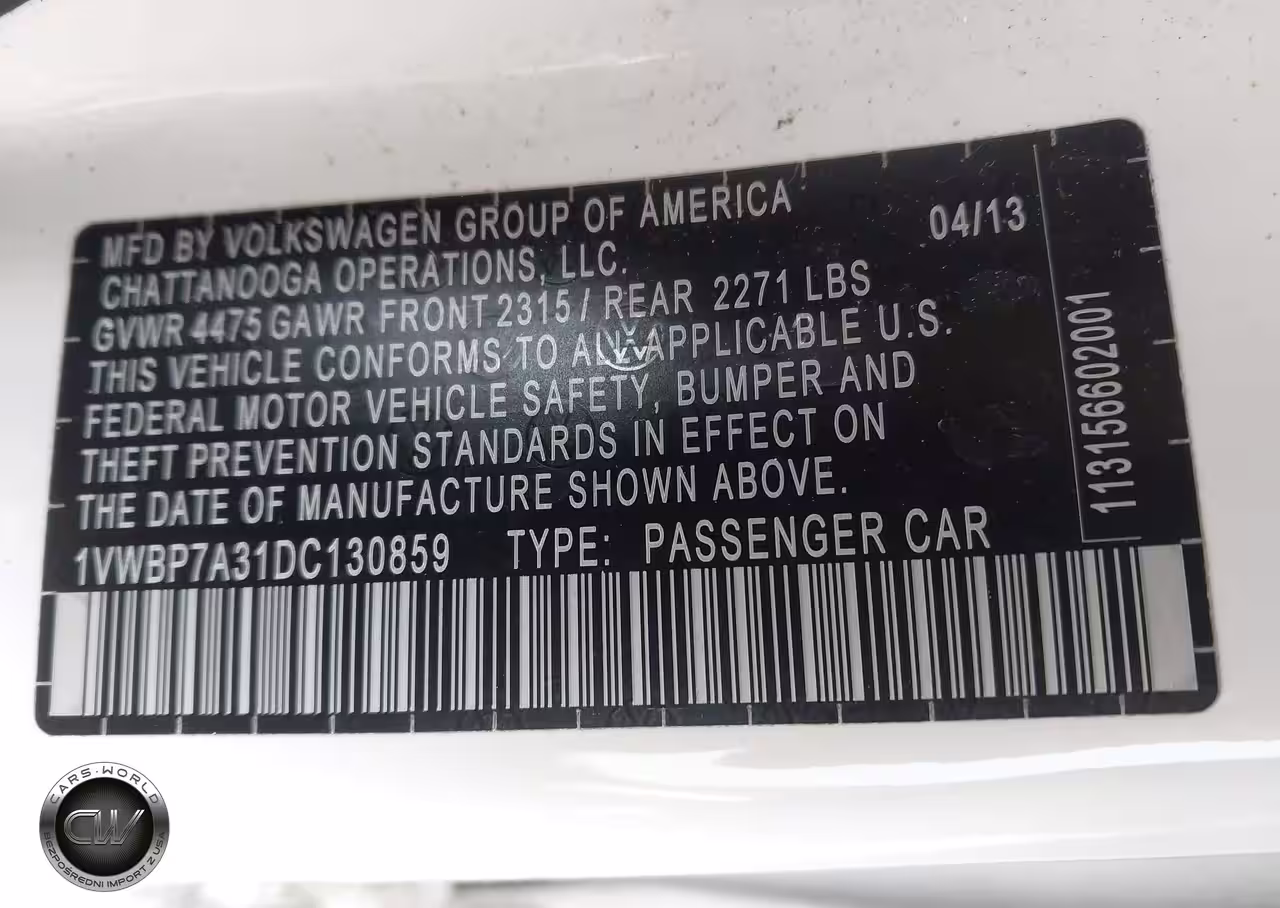 MFD BY VOLKSWAGEN GROUP OF AMERICA 04/13
CHATTANOOGA OPERATIONS, LLC.
GVWR 4475 GAWR FRONT 2315 / REAR 2271 LBS
THIS VEHICLE CONFORMS TO ALL APPLICABLE U.S.
FEDERAL MOTOR VEHICLE SAFETY, BUMPER AND
THEFT PREVENTION STANDARDS IN EFFECT ON
THE DATE OF MANUFACTURE SHOWN ABOVE.
1VWBP7A31DC130859 TYPE: PASSENGER CAR
113156602001
CARS·WORLD
CW
BEZPOŚREDNI IMPORT Z USA